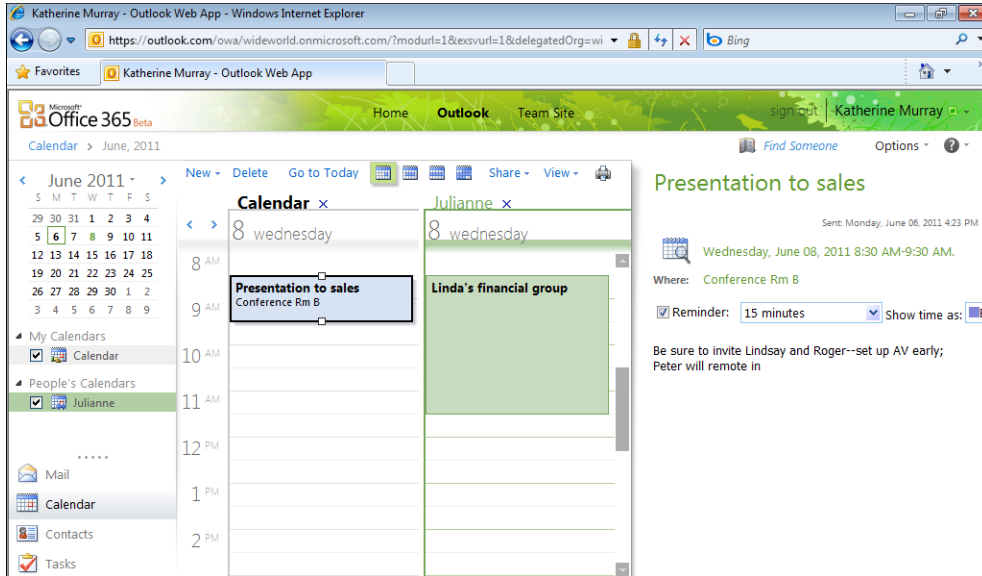 Katherine Murray - Outlook Web App - Windows Internet Explorer
https://outlook.com/owa/wideworld.onmicrosoft.com/?modurl=1&exsvurl=1&delegatedOrg=wi
Bing
Favorites
Katherine Murray - Outlook Web App
Microsoft®
Office 365 Beta
Home
Outlook
Team Site
sign out
Katherine Murray
Calendar > June, 2011
Find Someone
Options
June 2011
S M T W T F S
29 30 31 1 2 3 4
5 6 7 8 9 10 11
12 13 14 15 16 17 18
19 20 21 22 23 24 25
26 27 28 29 30 1 2
3 4 5 6 7 8 9
My Calendars
Calendar
People's Calendars
Julianne
Mail
Calendar
Contacts
Tasks
New Delete Go to Today Share View
Calendar x
Julianne x
8 wednesday
8 wednesday
8 AM
9 AM
10 AM
11 AM
12 PM
1 PM
2 PM
Presentation to sales
Conference Rm B
Linda's financial group
Presentation to sales
Sent: Monday, June 06, 2011 4:23 PM
Wednesday, June 08, 2011 8:30 AM-9:30 AM.
Where: Conference Rm B
Reminder: 15 minutes Show time as:
Be sure to invite Lindsay and Roger--set up AV early;
Peter will remote in